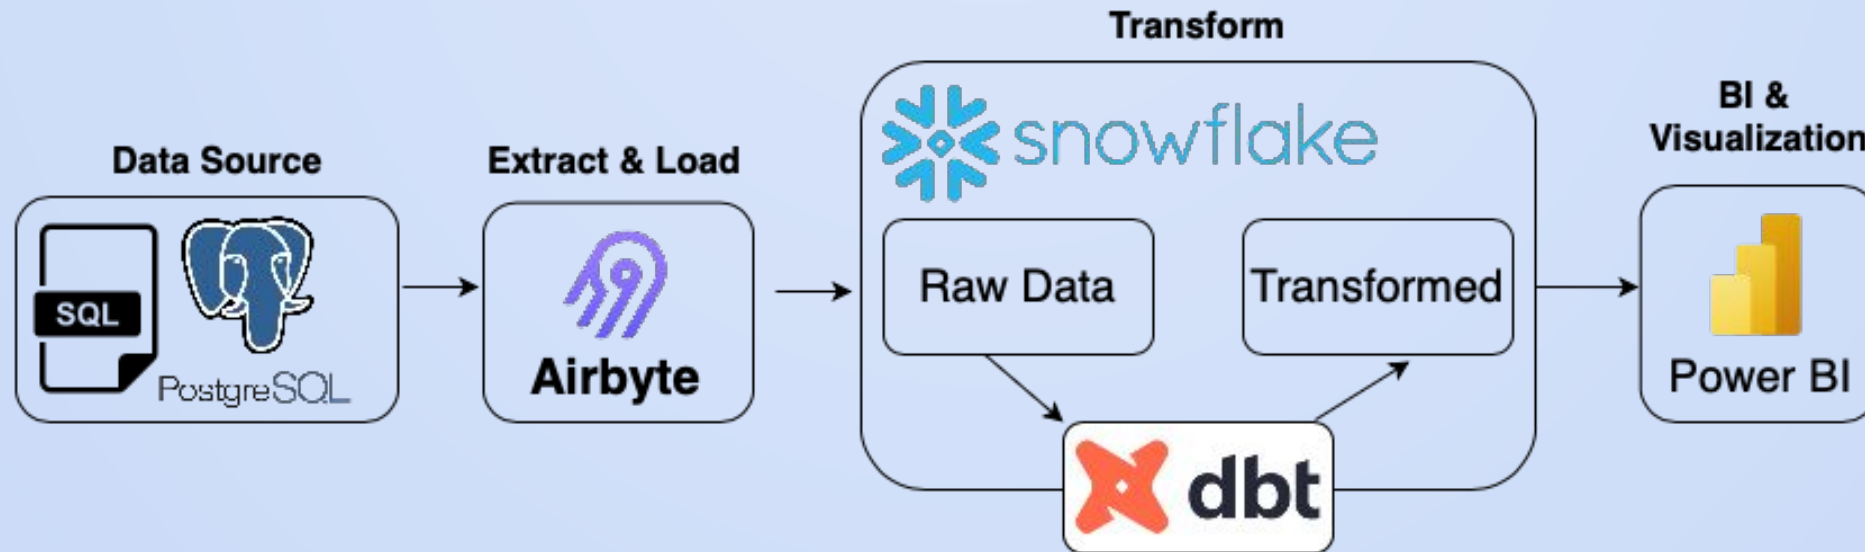 Transform
BI &
Visualization
Data Source
Extract & Load
snowflake
SQL
PostgreSQL
Airbyte
Raw Data
Transformed
Power BI
dbt